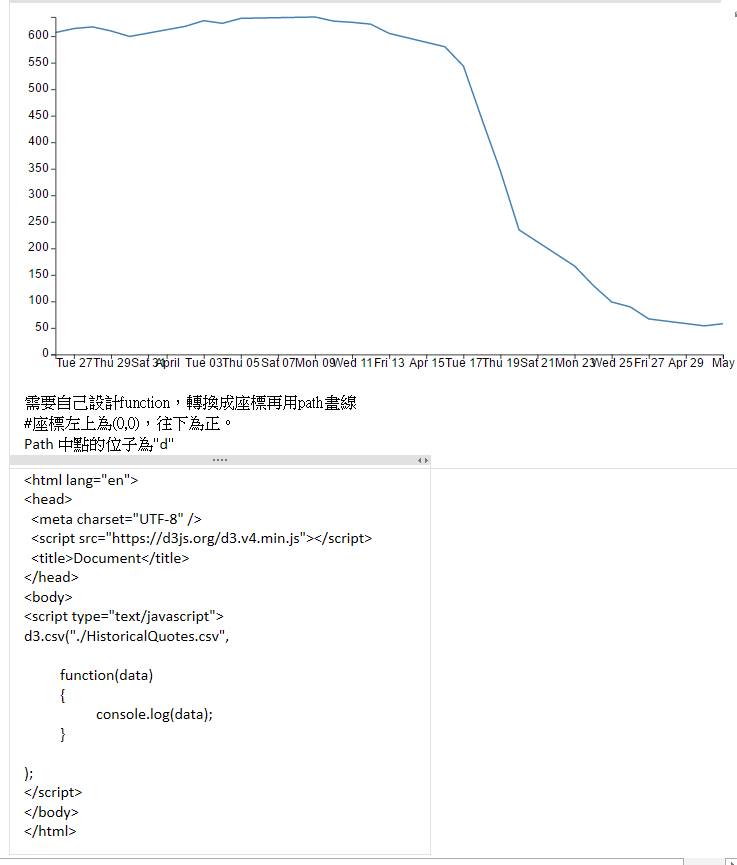 600
550
500
450
400
350
300
250
200
150
100
50
0
Tue 27 Thu 29 Sat 31 April Tue 03 Thu 05 Sat 07 Mon 09 Wed 11 Fri 13 Apr 15 Tue 17 Thu 19 Sat 21 Mon 23 Wed 25 Fri 27 Apr 29 May
需要自己設計function，轉換成座標再用path畫線
#座標左上為(0,0)，往下為正。
Path 中點的位子為"d"
<html lang="en">
<head>
<meta charset="UTF-8" />
<script src="https://d3js.org/d3.v4.min.js"></script>
<title>Document</title>
</head>
<body>
<script type="text/javascript">
d3.csv("./HistoricalQuotes.csv",
function(data)
{
console.log(data);
}
);
</script>
</body>
</html>